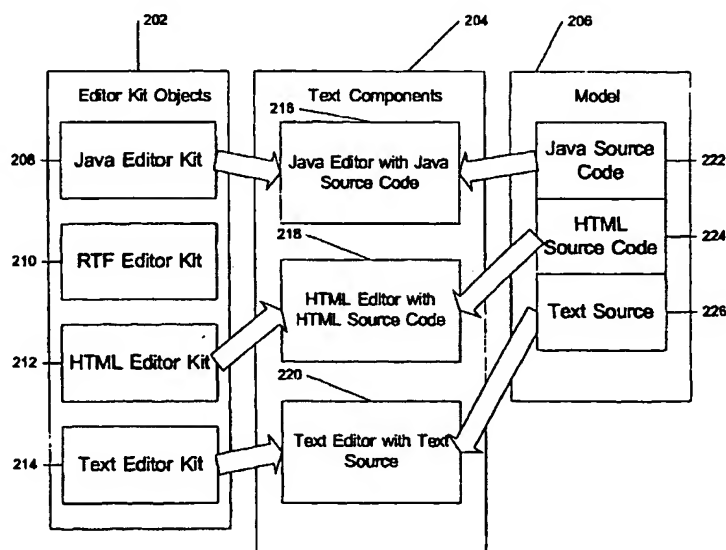 202
204
206
Editor Kit Objects
Text Components
Model
208
Java Editor Kit
210
RTF Editor Kit
212
HTML Editor Kit
214
Text Editor Kit
216
Java Editor with Java
Source Code
218
HTML Editor with
HTML Source Code
220
Text Editor with Text
Source
Java Source
Code
222
HTML
Source Code
224
Text Source
226